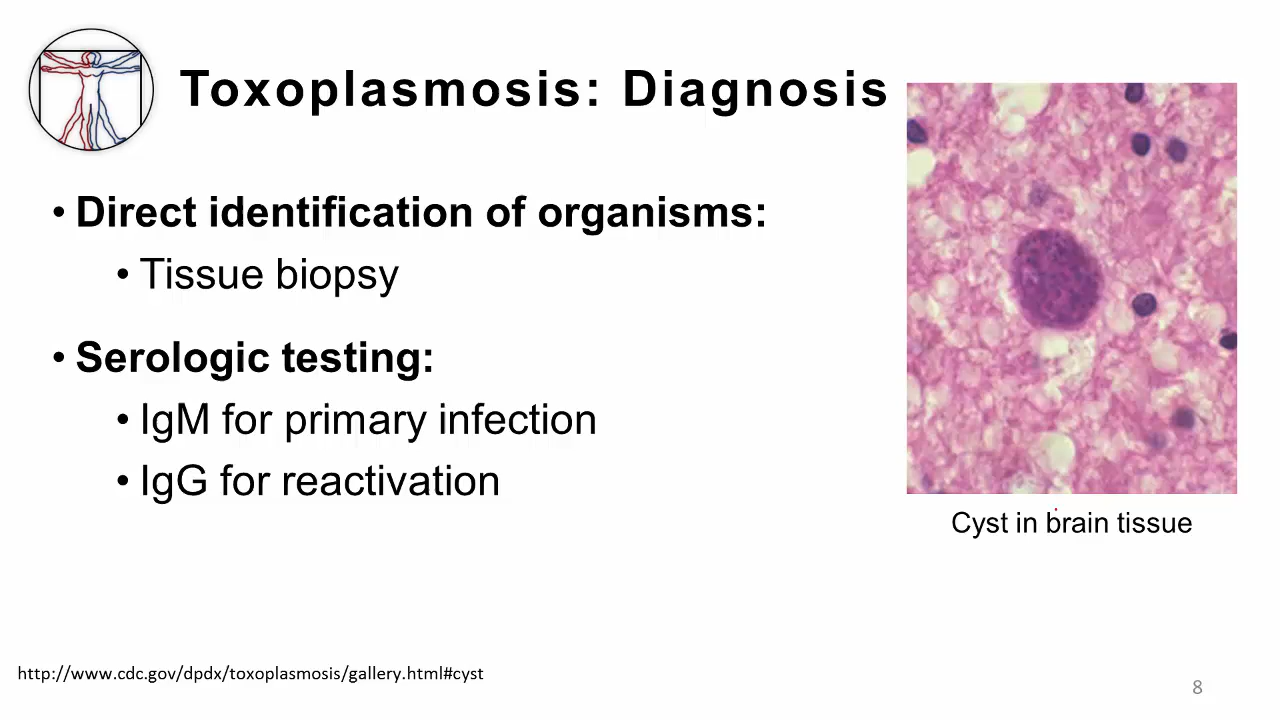 Toxoplasmosis: Diagnosis
• Direct identification of organisms:
• Tissue biopsy
• Serologic testing:
• IgM for primary infection
• IgG for reactivation
Cyst in brain tissue
http://www.cdc.gov/dpdx/toxoplasmosis/gallery.html#cyst
8